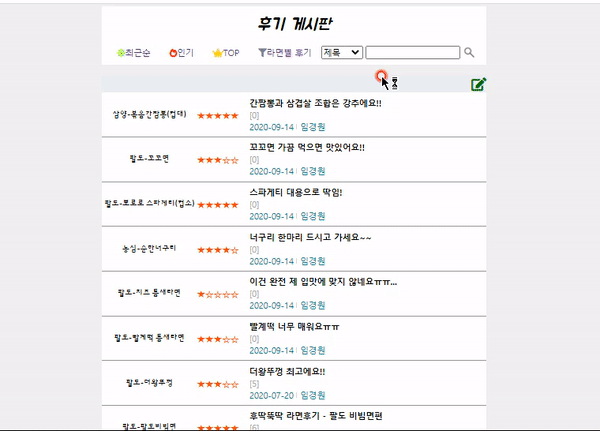 후기 게시판
최근순 인기 TOP 라면별 후기 제목
간짬뽕과 삼겹살 조합은 강추에요!!
삼양-볶음간짬뽕(컵대) ★★★★★ [0]
2020-09-14 | 임경원
꼬꼬면 가끔 먹으면 맛있어요!!
팔도-꼬꼬면 ★★★☆☆ [0]
2020-09-14 | 임경원
스파게티 대용으로 딱임!
팔도-뽀로로 스파게티(컵소) ★★★★★ [0]
2020-09-14 | 임경원
너구리 한마리 드시고 가세요~~
농심-순한너구리 ★★★★☆ [0]
2020-09-14 | 임경원
이건 완전 제 입맛에 맞지 않네요ㅠㅠ...
팔도-치즈 틈새라면 ★☆☆☆☆ [0]
2020-09-14 | 임경원
빨계떡 너무 매워요ㅠㅠ
팔도-빨계떡 틈새라면 ★★★☆☆ [0]
2020-09-14 | 임경원
더왕뚜껑 최고에요!!
팔도-더왕뚜껑 ★★★☆☆ [5]
2020-07-20 | 임경원
후딱뚝딱 라면후기 - 팔도 비빔면편
팔도-팔도비빔면 ★★★★★ [6]